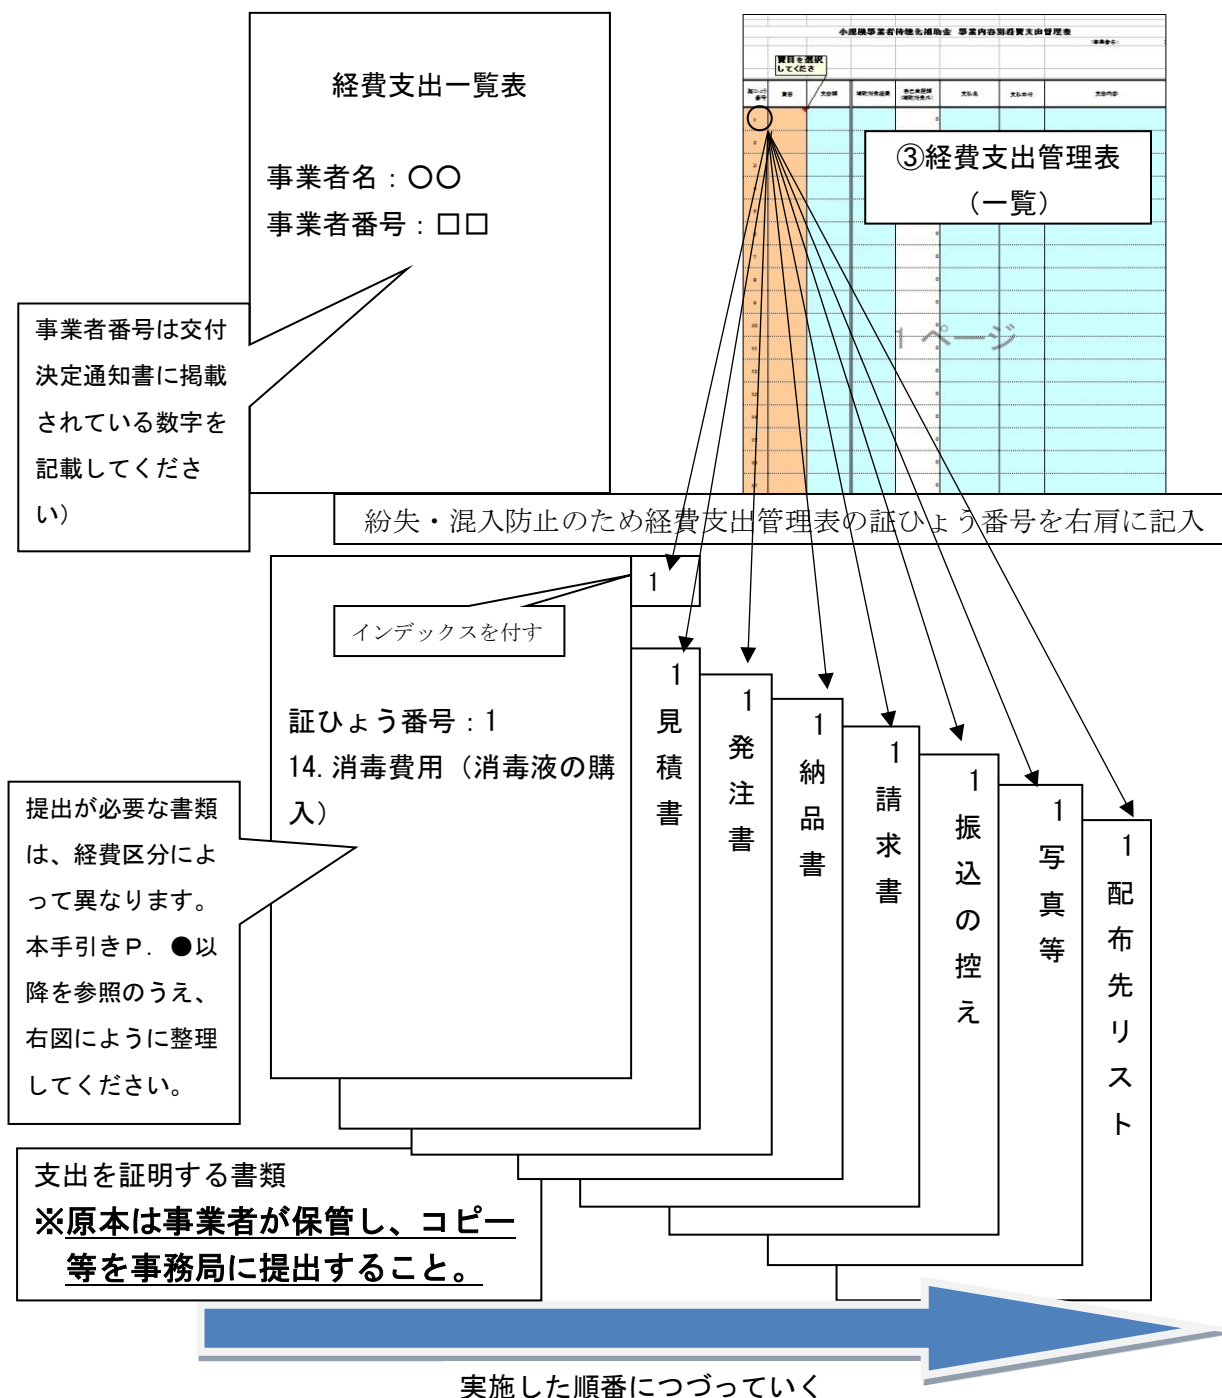 経費支出一覧表
事業者名：〇〇
事業者番号：□□
事業者番号は交付
決定通知書に掲載
されている数字を
記載してくださ
い）
小規模事業者持続化補助金 事業内容別経費支出管理表
費目を選択
してくださ
③経費支出管理表
（一覧）
1 ページ
紛失・混入防止のため経費支出管理表の証ひょう番号を右肩に記入
1
インデックスを付す
証ひょう番号：1
14.消毒費用（消毒液の購
入）
1見積書
1発注書
1納品書
1請求書
1振込の控え
1写真等
1配布先リスト
提出が必要な書類
は、経費区分によ
って異なります。
本手引きＰ．●以
降を参照のうえ、
右図にように整理
してください。
支出を証明する書類
※原本は事業者が保管し、コピー
等を事務局に提出すること。
実施した順番につづっていく